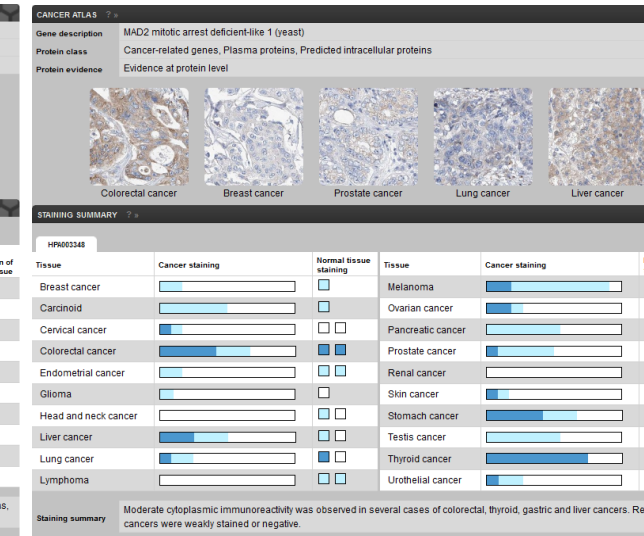 CANCER ATLAS ? »
Gene description MAD2 mitotic arrest deficient-like 1 (yeast)
Protein class Cancer-related genes, Plasma proteins, Predicted intracellular proteins
Protein evidence Evidence at protein level
Colorectal cancer Breast cancer Prostate cancer Lung cancer Liver cancer
STAINING SUMMARY ? »
HPA003348
Tissue Cancer staining Normal tissue staining Tissue Cancer staining
Breast cancer Melanoma
Carcinoid Ovarian cancer
Cervical cancer Pancreatic cancer
Colorectal cancer Prostate cancer
Endometrial cancer Renal cancer
Glioma Skin cancer
Head and neck cancer Stomach cancer
Liver cancer Testis cancer
Lung cancer Thyroid cancer
Lymphoma Urothelial cancer
Staining summary Moderate cytoplasmic immunoreactivity was observed in several cases of colorectal, thyroid, gastric and liver cancers. Re
cancers were weakly stained or negative.